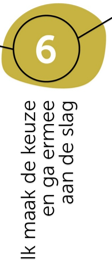 6
Ik maak de keuze
en ga ermee
aan de slag